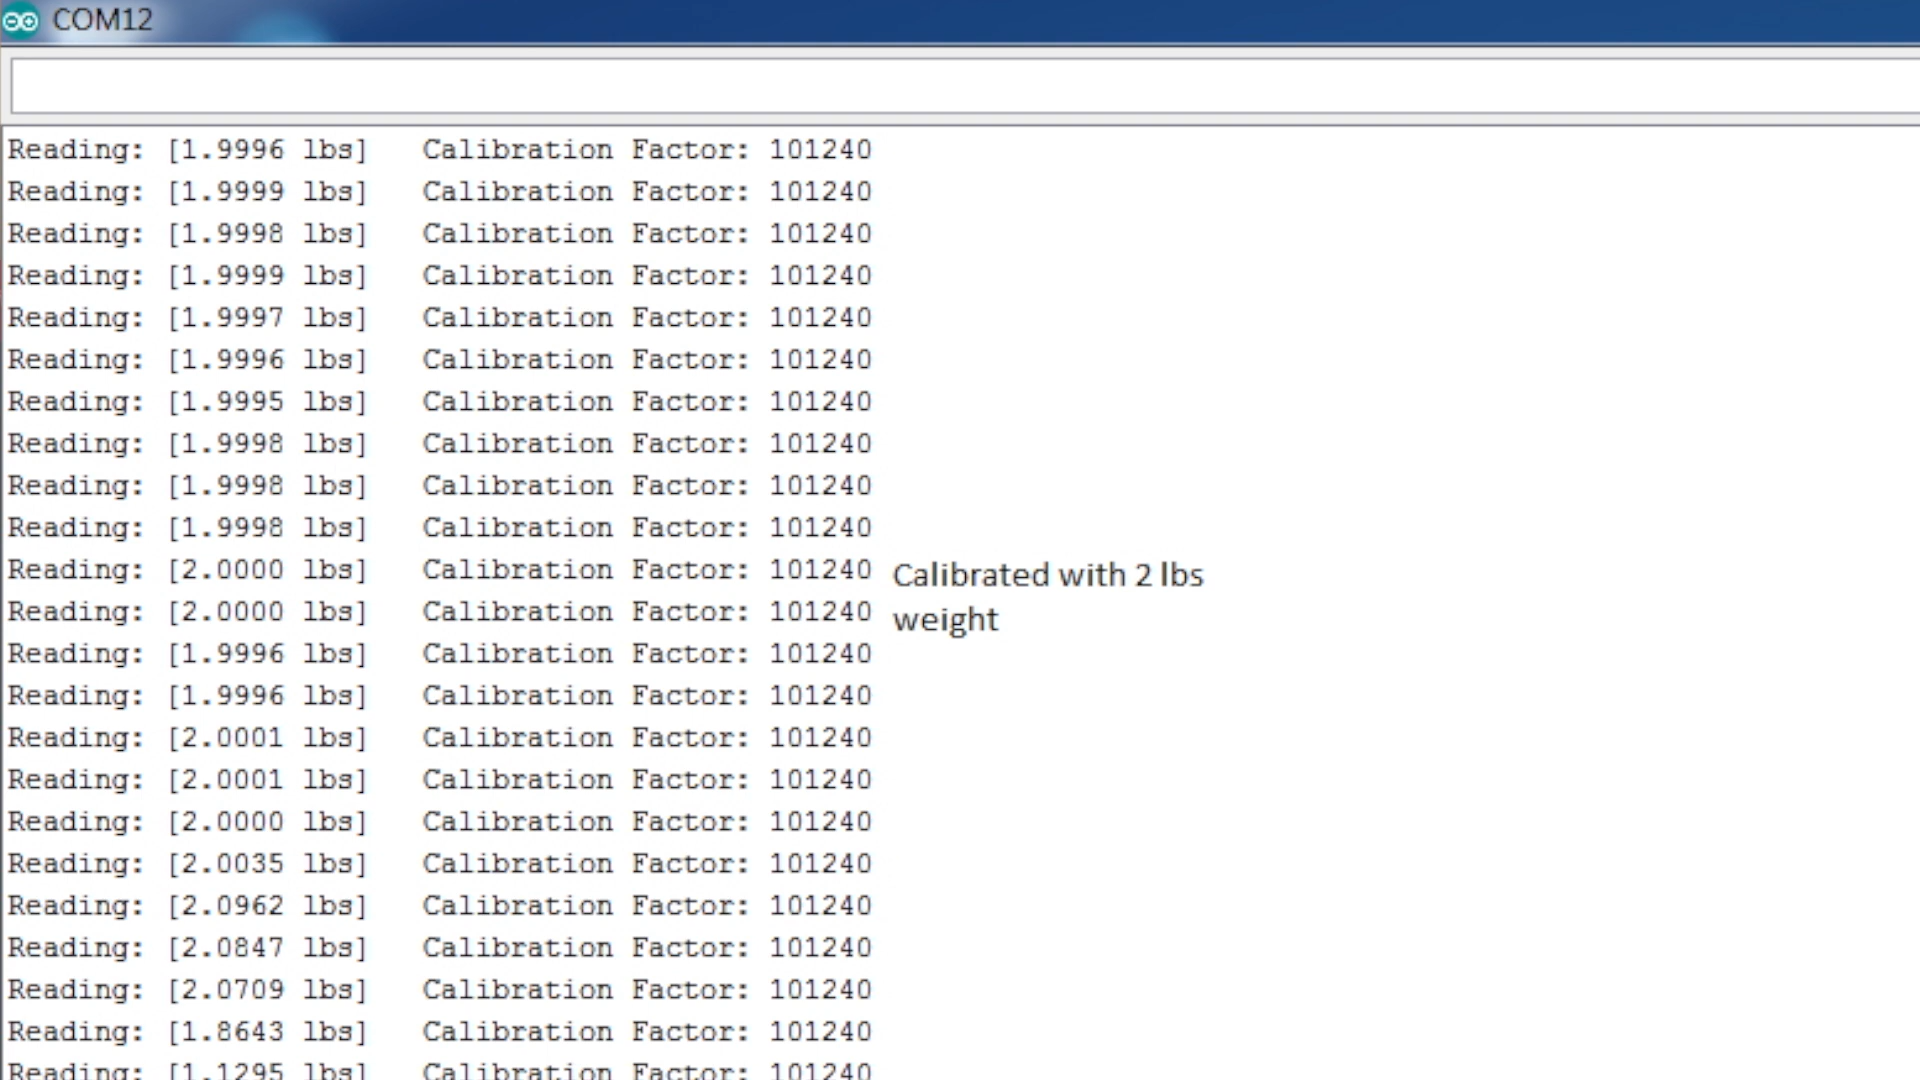 COM12
Reading: [1.9996 lbs]   Calibration Factor: 101240
Reading: [1.9999 lbs]   Calibration Factor: 101240
Reading: [1.9998 lbs]   Calibration Factor: 101240
Reading: [1.9999 lbs]   Calibration Factor: 101240
Reading: [1.9997 lbs]   Calibration Factor: 101240
Reading: [1.9996 lbs]   Calibration Factor: 101240
Reading: [1.9995 lbs]   Calibration Factor: 101240
Reading: [1.9998 lbs]   Calibration Factor: 101240
Reading: [1.9998 lbs]   Calibration Factor: 101240
Reading: [1.9998 lbs]   Calibration Factor: 101240
Reading: [2.0000 lbs]   Calibration Factor: 101240
Reading: [2.0000 lbs]   Calibration Factor: 101240
Reading: [1.9996 lbs]   Calibration Factor: 101240
Reading: [1.9996 lbs]   Calibration Factor: 101240
Reading: [2.0001 lbs]   Calibration Factor: 101240
Reading: [2.0001 lbs]   Calibration Factor: 101240
Reading: [2.0000 lbs]   Calibration Factor: 101240
Reading: [2.0035 lbs]   Calibration Factor: 101240
Reading: [2.0962 lbs]   Calibration Factor: 101240
Reading: [2.0847 lbs]   Calibration Factor: 101240
Reading: [2.0709 lbs]   Calibration Factor: 101240
Reading: [1.8643 lbs]   Calibration Factor: 101240
Reading: [1.1295 lbs]   Calibration Factor: 101240
Calibrated with 2 lbs
weight